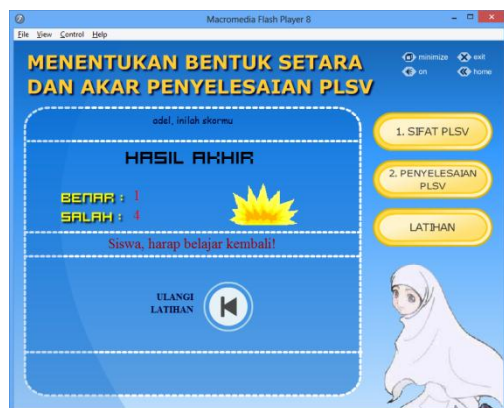 Macromedia Flash Player 8
File View Control Help
MENENTUKAN BENTUK SETARA
DAN AKAR PENYELESAIAN PLSV
minimize exit
on home
adel, inilah skormu
HASIL AKHIR
BENAR : 1
SALAH : 4
Siswa, harap belajar kembali!
ULANGI
LATIHAN
1. SIFAT PLSV
2. PENYELESAIAN
PLSV
LATIHAN